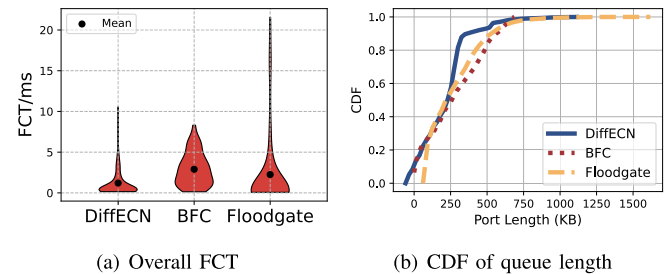 FCT/ms
20
15
10
5
0
Mean
DiffECN BFC Floodgate
(a) Overall FCT
CDF
1.0
0.8
0.6
0.4
0.2
0.0
DiffECN
BFC
Floodgate
0 250 500 750 1000 1250 1500
Port Length (KB)
(b) CDF of queue length